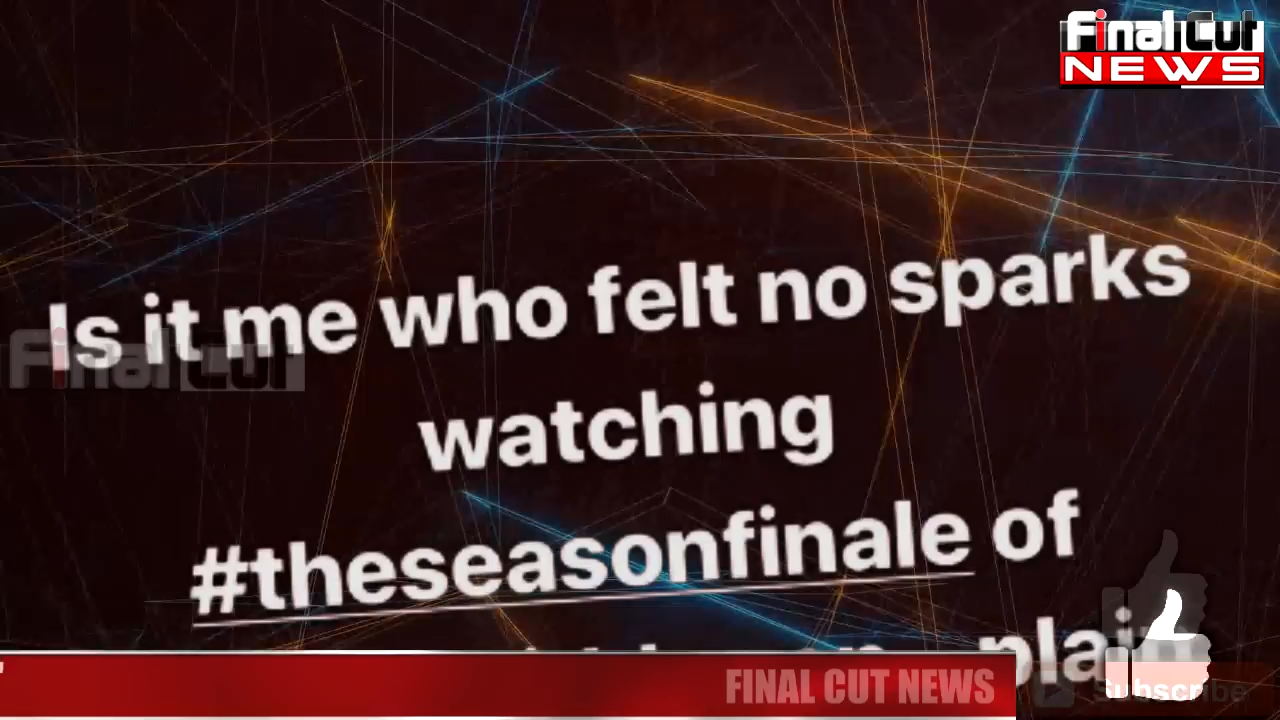 Final Cut
NEWS
Is it me who felt no sparks
Final Cut
watching
#theseasonfinale of
plain
FINAL CUT NEWS
Subscribe